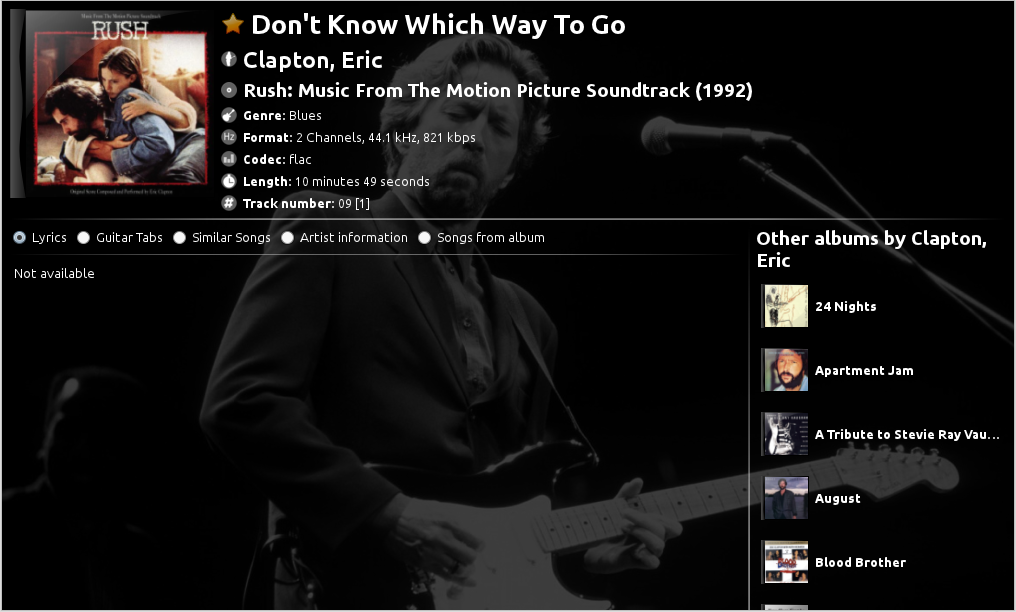 Music From The Motion Picture Soundtrack
RUSH
Original Score Composed and Performed by Eric Clapton
Don't Know Which Way To Go
Clapton, Eric
Rush: Music From The Motion Picture Soundtrack (1992)
Genre: Blues
Hz Format: 2 Channels, 44.1 kHz, 821 kbps
Codec: flac
Length: 10 minutes 49 seconds
# Track number: 09 [1]
Lyrics Guitar Tabs Similar Songs Artist information Songs from album
Not available
Other albums by Clapton,
Eric
24 Nights
Apartment Jam
A Tribute to Stevie Ray Vau...
August
Blood Brother